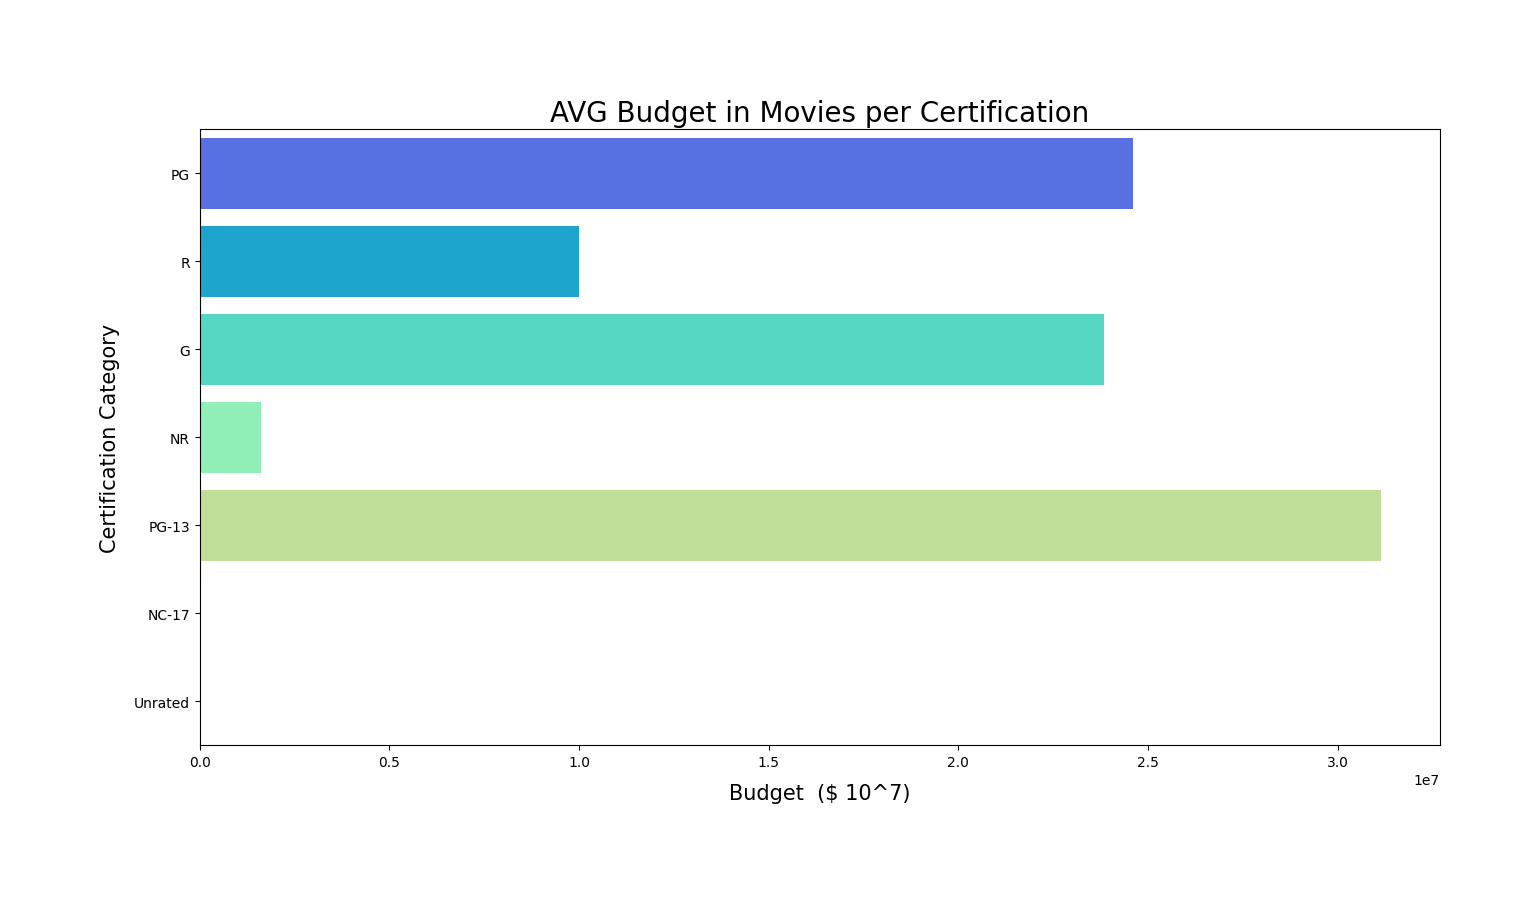 AVG Budget in Movies per Certification
Certification Category
PG
R
G
NR
PG-13
NC-17
Unrated
0.0 0.5 1.0 1.5 2.0 2.5 3.0
1e7
Budget  ($ 10^7)